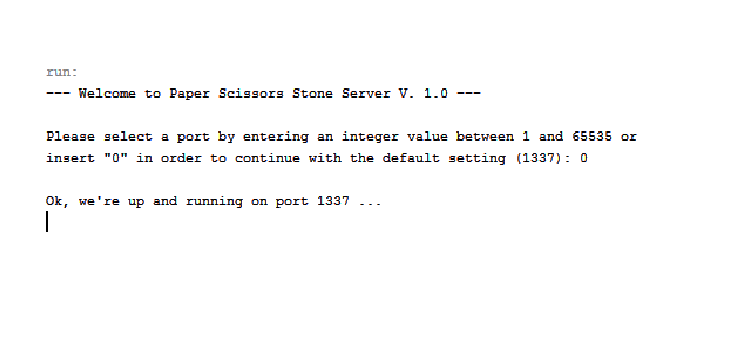 run:
--- Welcome to Paper Scissors Stone Server V. 1.0 ---
Please select a port by entering an integer value between 1 and 65535 or
insert "0" in order to continue with the default setting (1337): 0
Ok, we're up and running on port 1337 ...